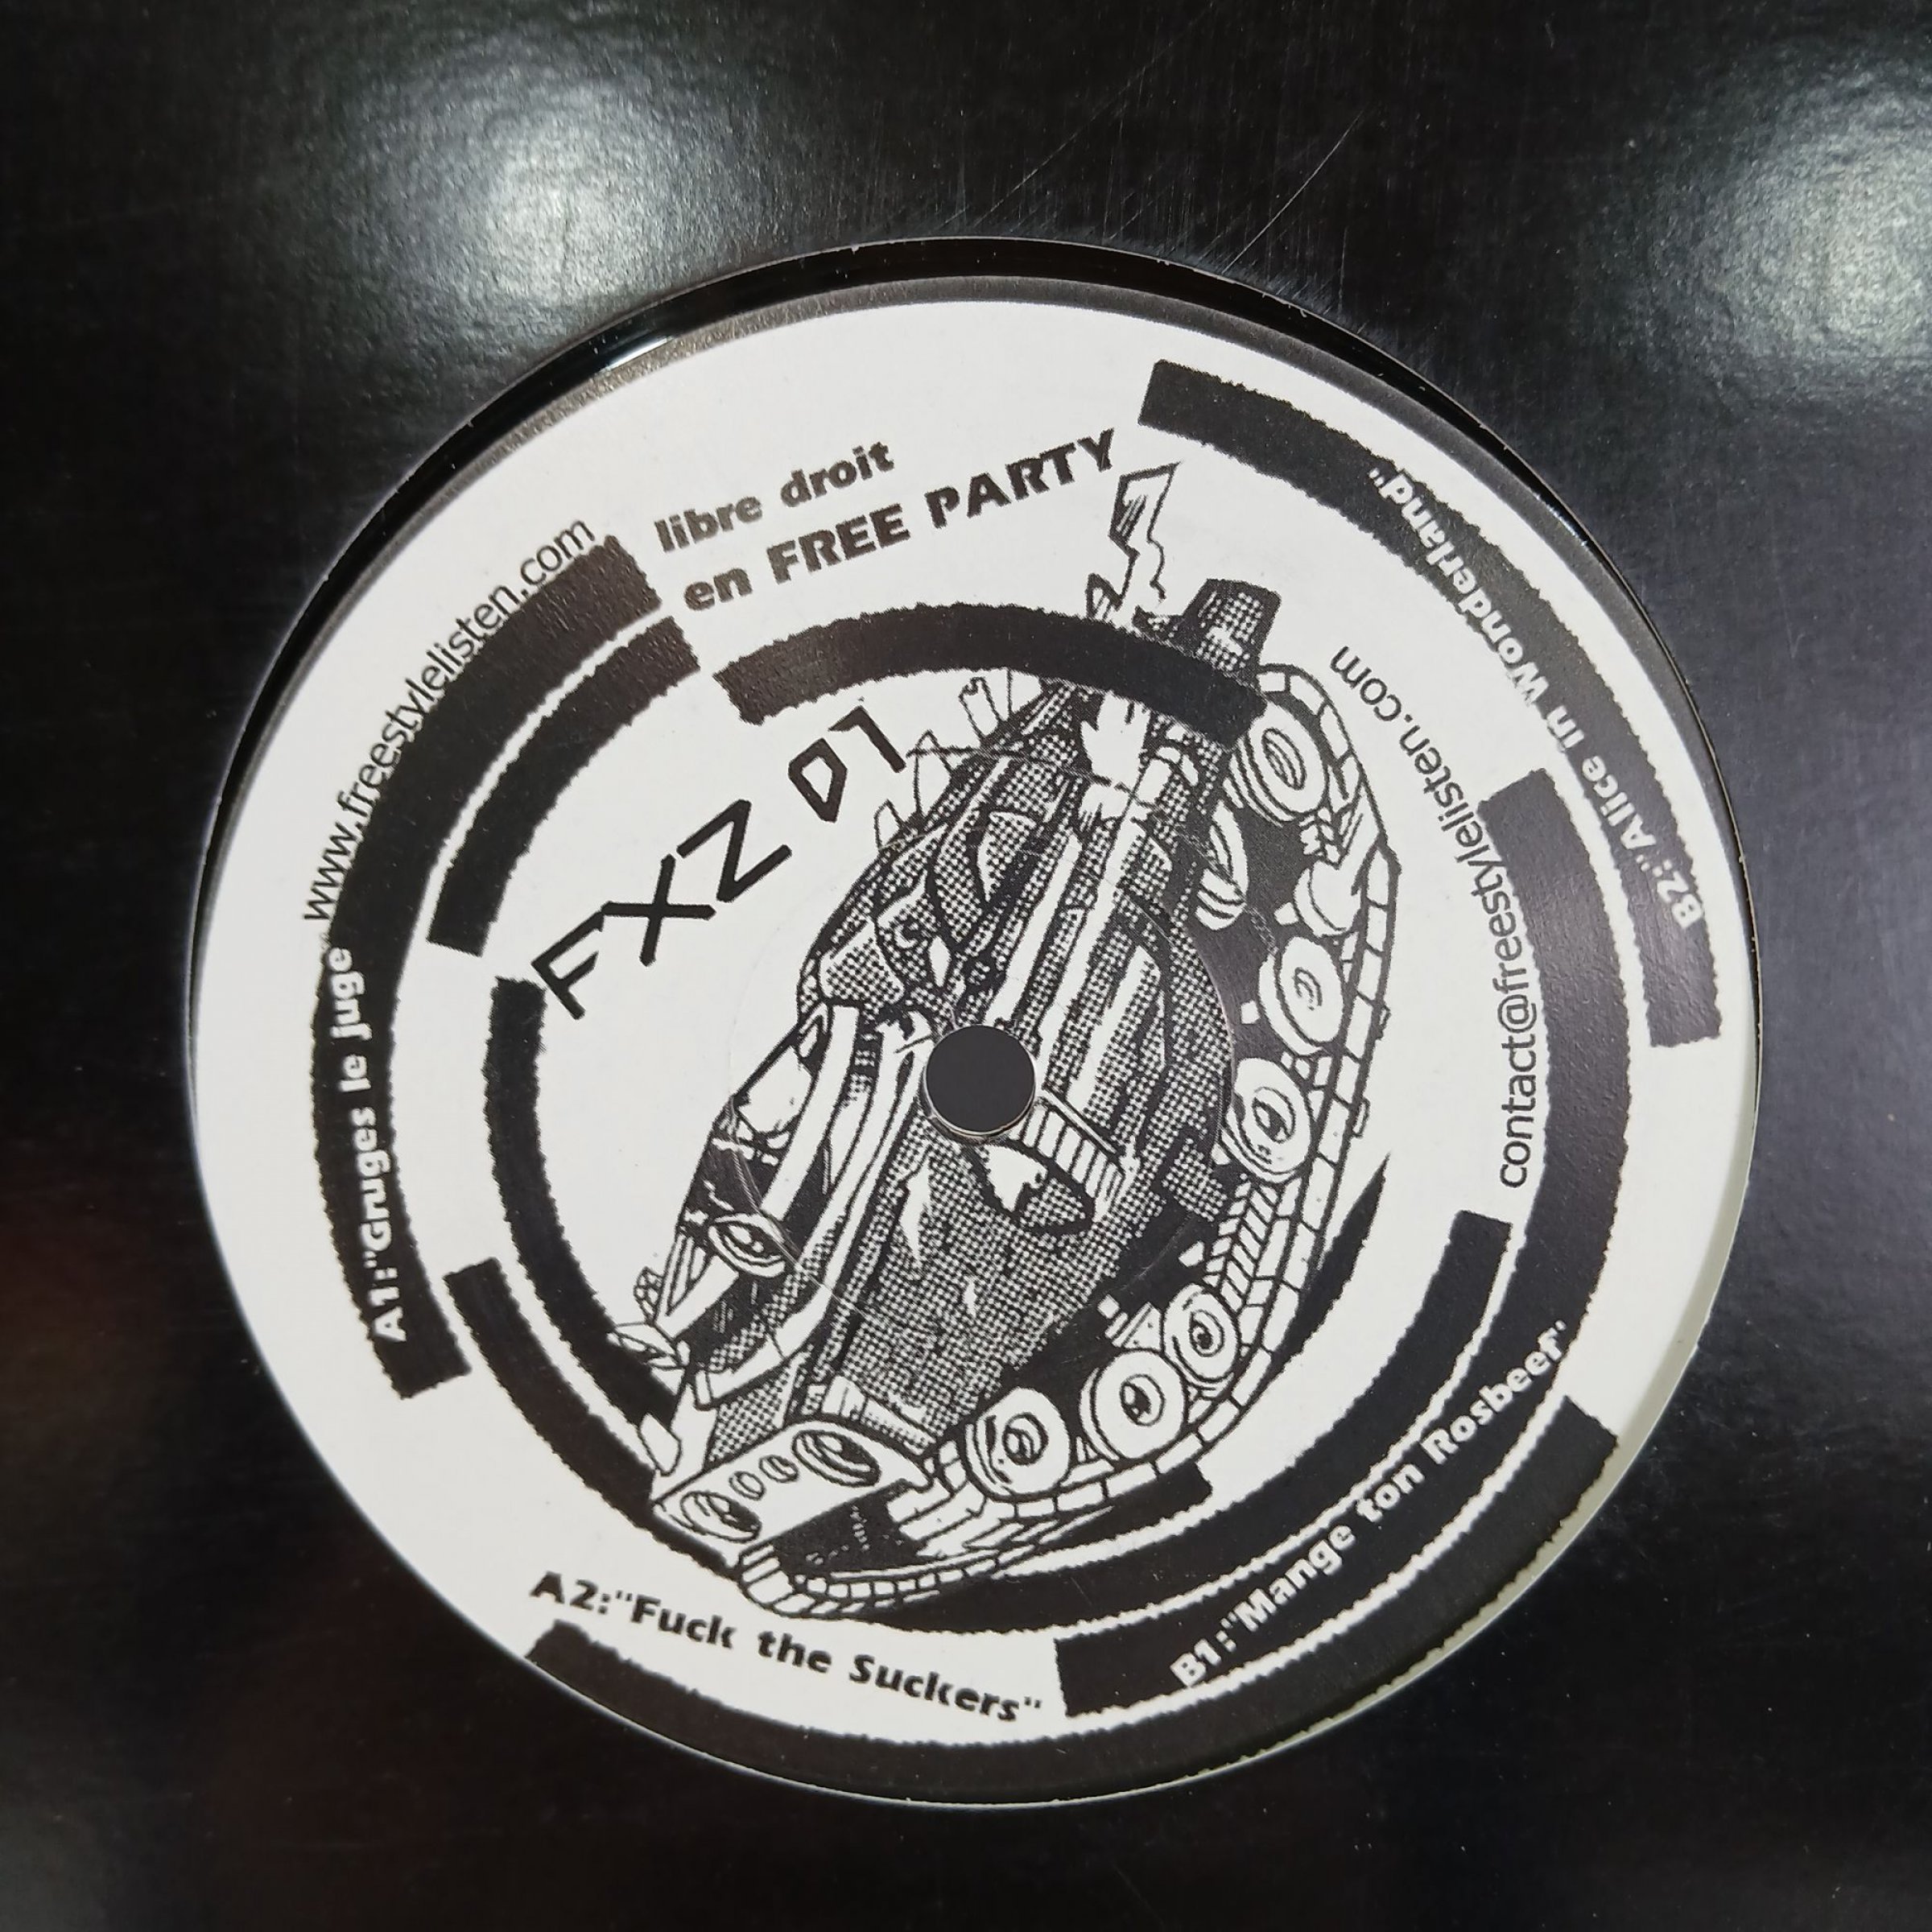 libre droit
en FREE PARTY
www.freestylelisten.com
FXZ 01
A1:"Gruges le juge"
A2:"Fuck the Suckers"
B1:"Mange ton Rosbeef"
B2:"Alice in Wonderland"
contact@freestylelisten.com